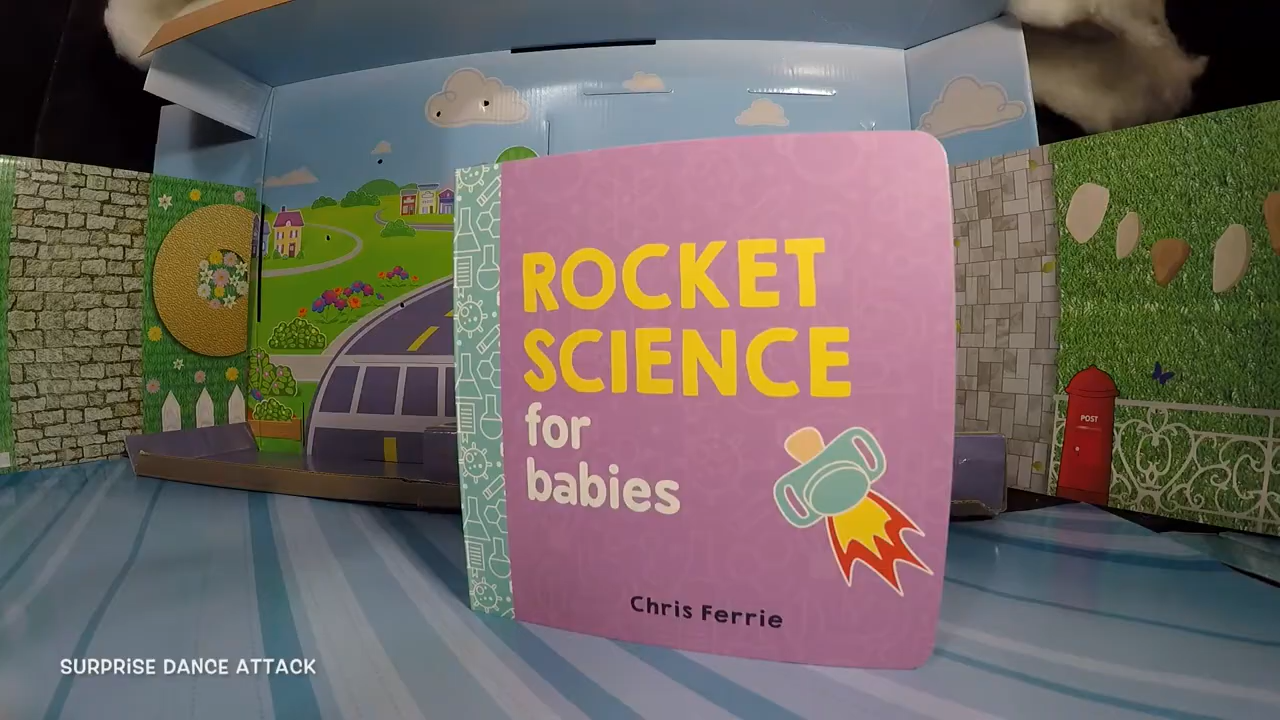 ROCKET
SCIENCE
for
babies
Chris Ferrie
POST
SURPRISE DANCE ATTACK